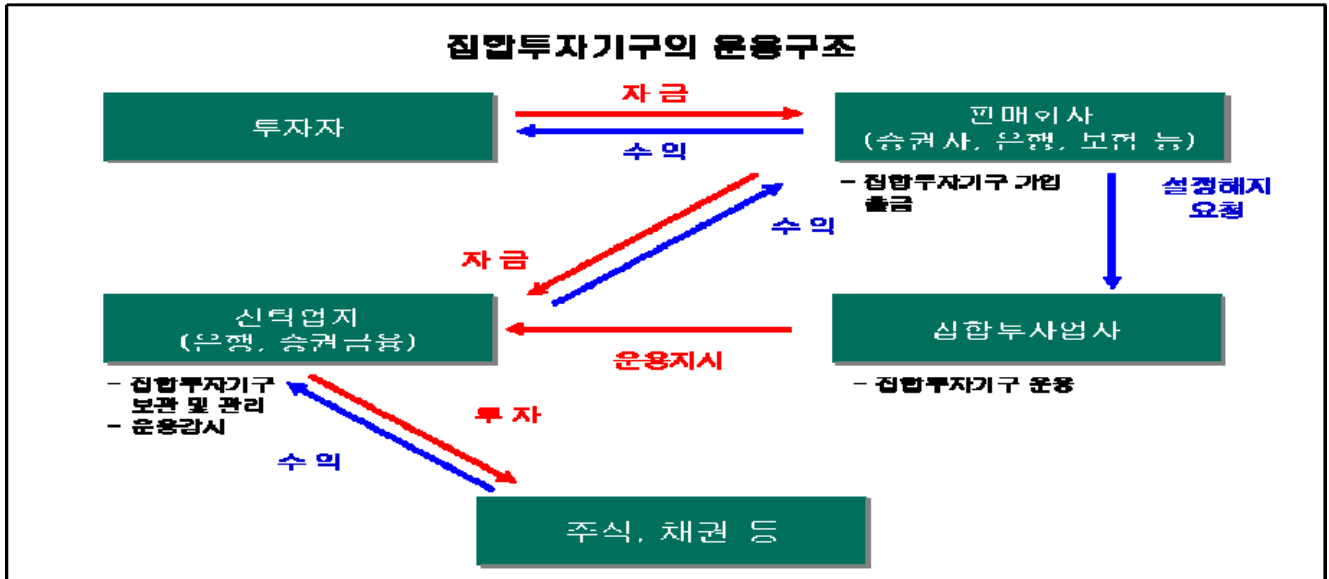 집합투자기구의 운용구조
자 금
투자자
판매회사
(증권사, 은행, 보험 등)
수 익
- 집합투자기구 가입
출금
설정해지
요청
수 익
자 금
신탁업자
(은행, 증권금융)
집합투자업자
운용지시
- 집합투자기구
보관 및 관리
- 운용감시
- 집합투자기구 운용
투 자
수 익
주식, 채권 등